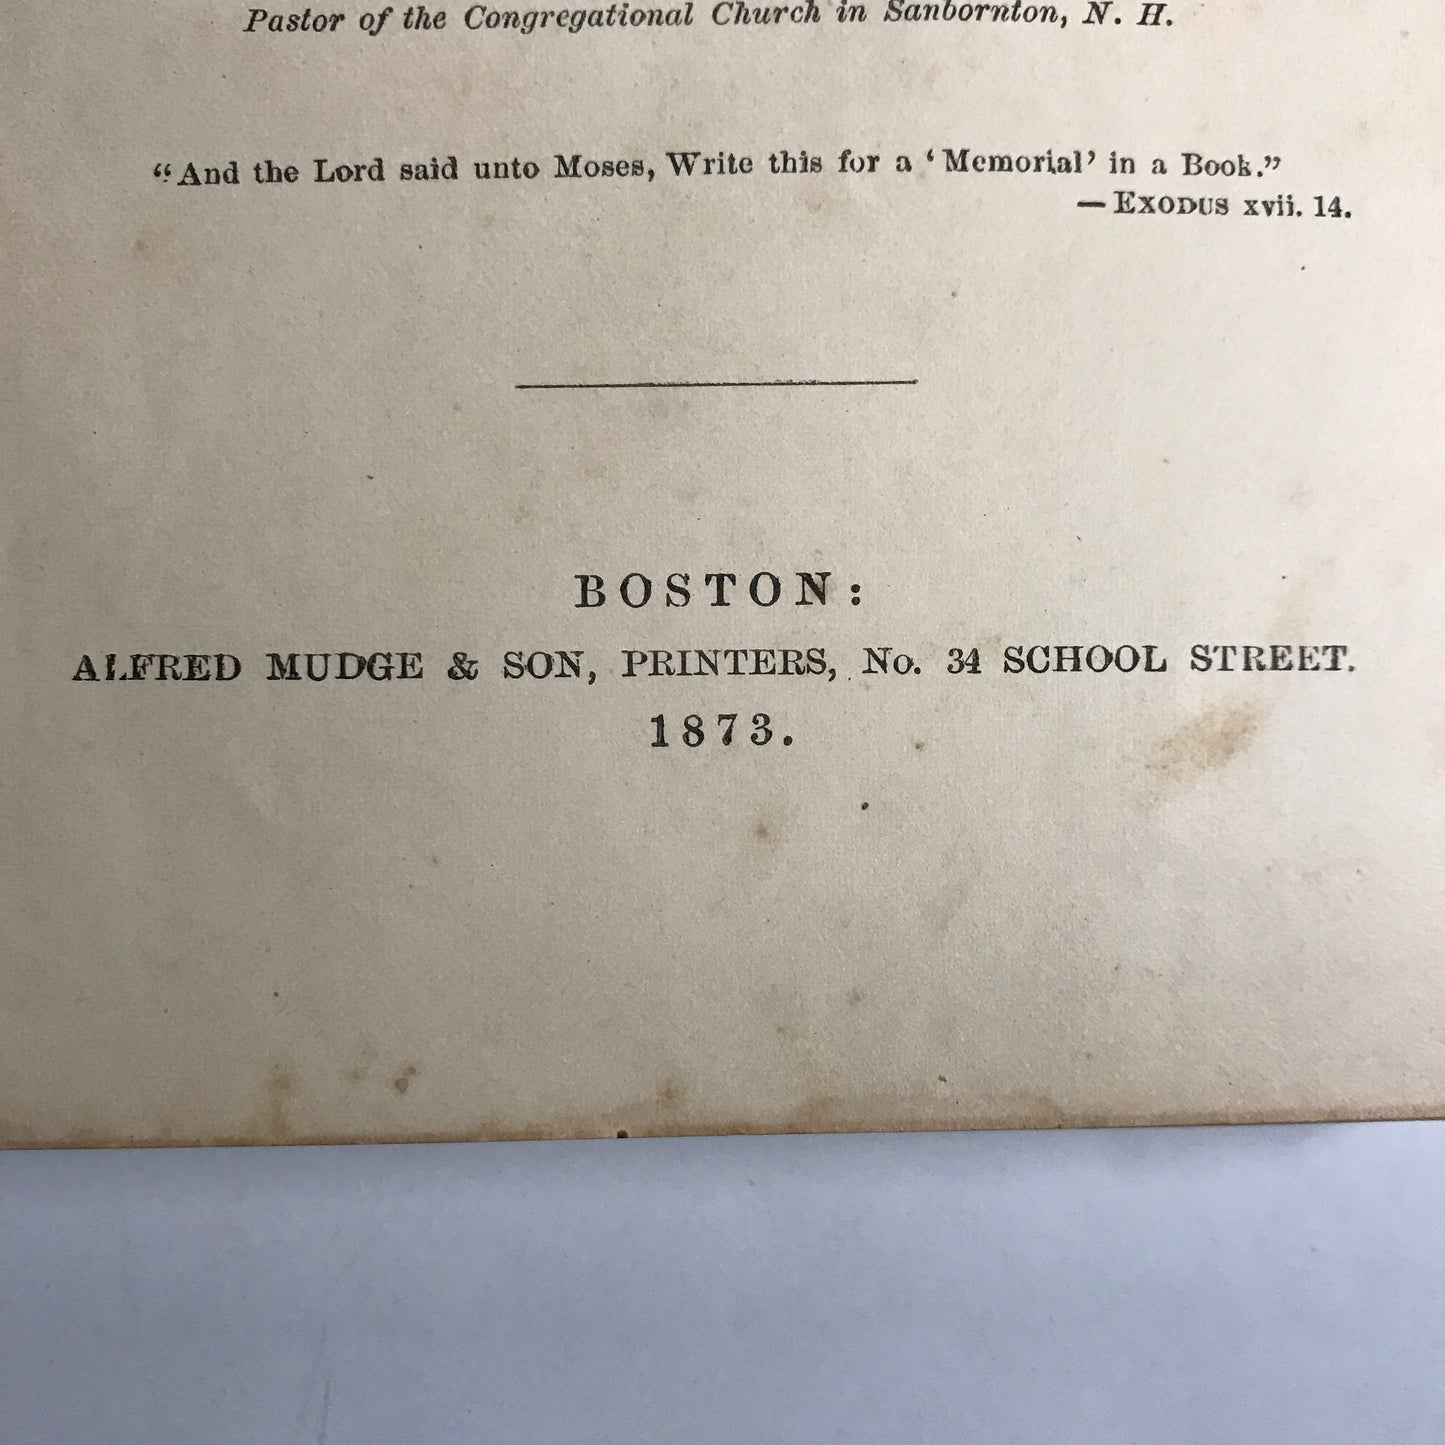 Pastor of the Congregational Church in Sanbornton, N. H.
“And the Lord said unto Moses, Write this for a ‘Memorial’ in a Book.”
— EXODUS xvii. 14.
BOSTON:
ALFRED MUDGE & SON, PRINTERS, No. 34 SCHOOL STREET.
1873.